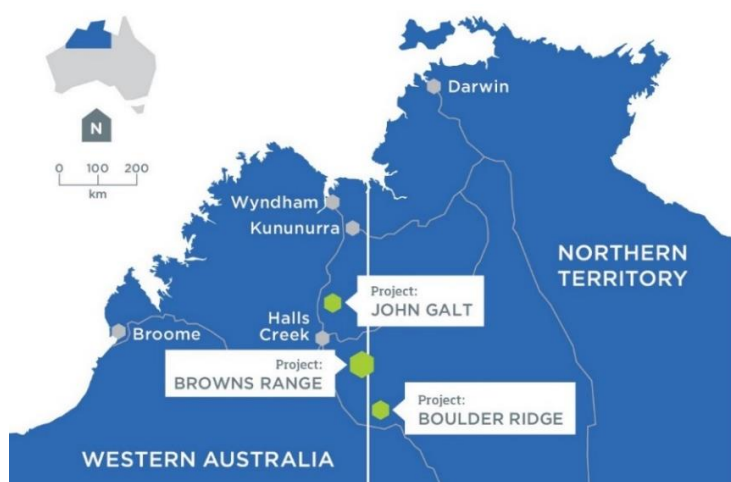 Darwin
N
0 100 200
km
Wyndham
Kununurra
NORTHERN
TERRITORY
Project:
JOHN GALT
Halls
Creek
Broome
Project:
BROWNS RANGE
Project:
BOULDER RIDGE
WESTERN AUSTRALIA